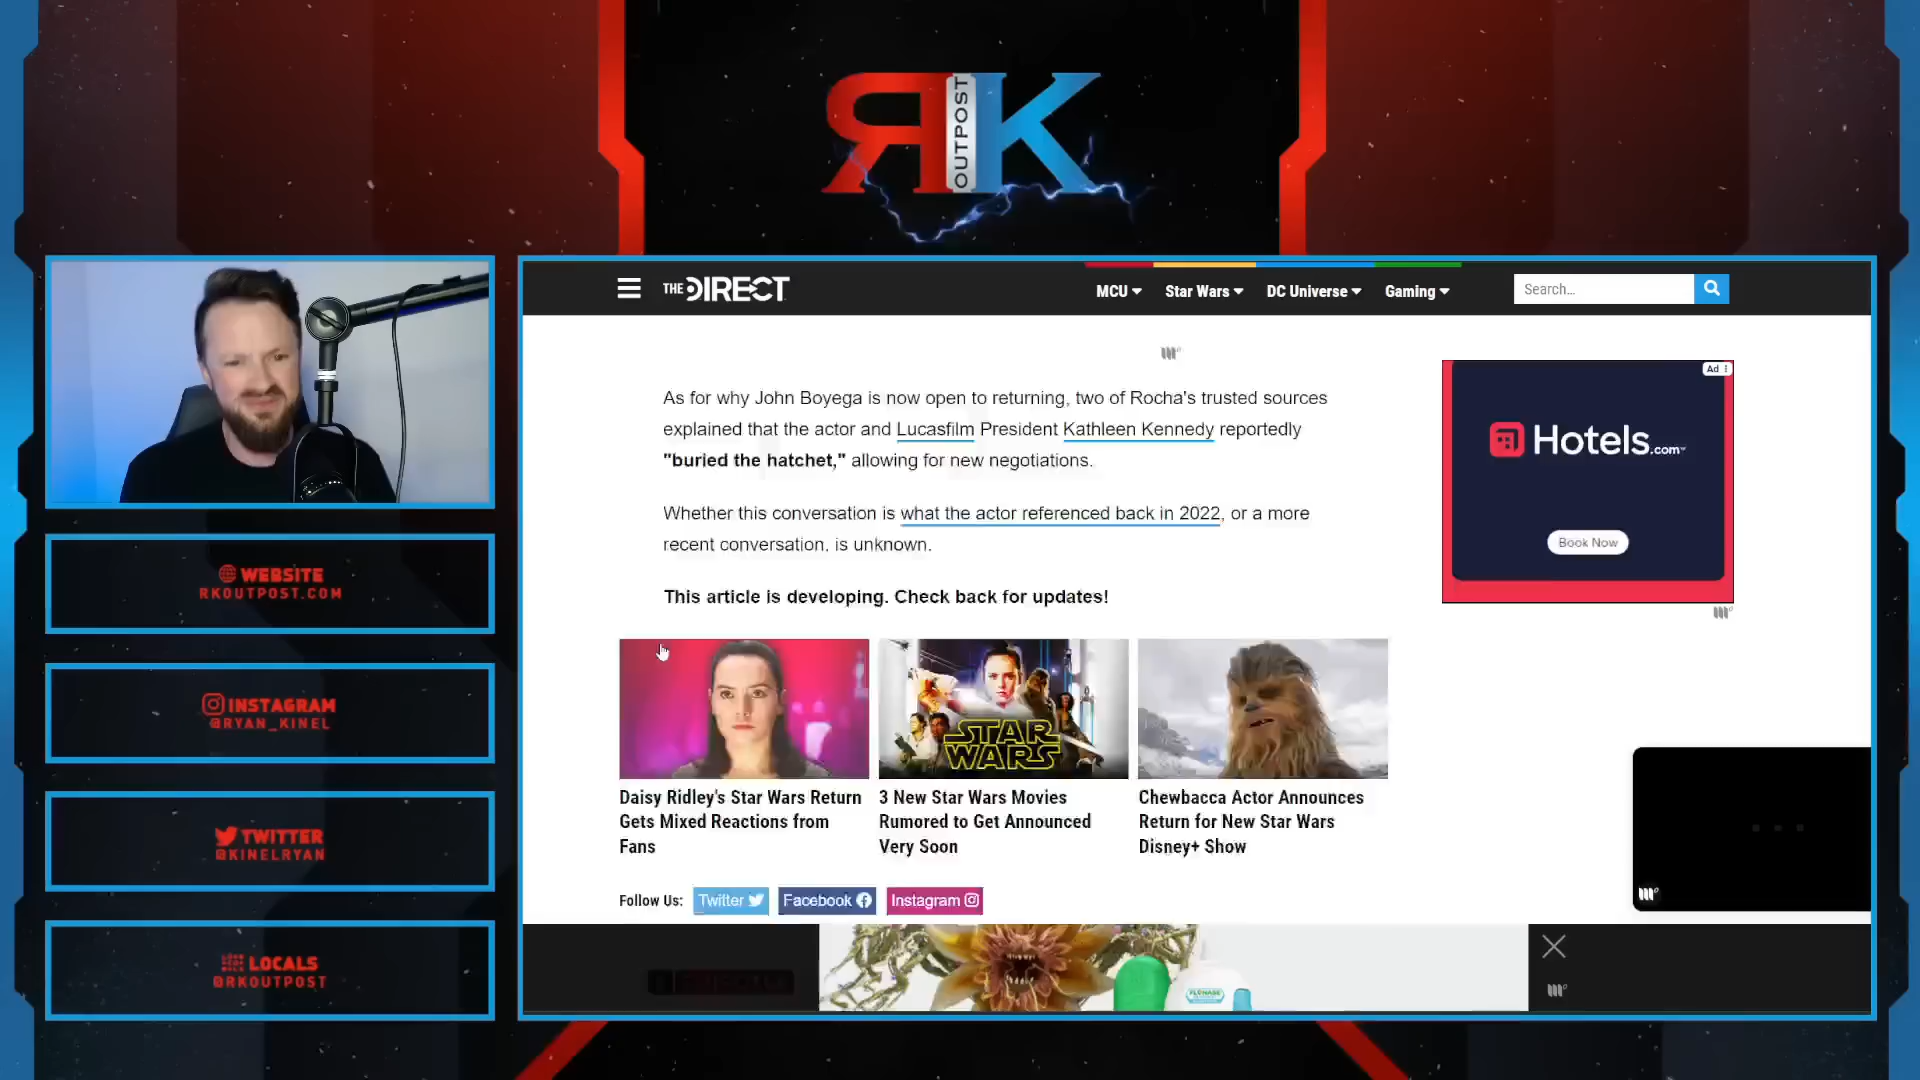 RK
OUTPOST
WEBSITE
RKOUTPOST.COM
INSTAGRAM
@RYAN_KINEL
TWITTER
@KINELRYAN
LOCALS
@RKOUTPOST
THE DIRECT
MCU
Star Wars
DC Universe
Gaming
Search...
As for why John Boyega is now open to returning, two of Rocha's trusted sources
explained that the actor and Lucasfilm President Kathleen Kennedy reportedly
"buried the hatchet," allowing for new negotiations.
Whether this conversation is what the actor referenced back in 2022, or a more
recent conversation, is unknown.
This article is developing. Check back for updates!
Ad
Hotels.com
Book Now
STAR
WARS
Daisy Ridley's Star Wars Return
Gets Mixed Reactions from
Fans
3 New Star Wars Movies
Rumored to Get Announced
Very Soon
Chewbacca Actor Announces
Return for New Star Wars
Disney+ Show
Follow Us:
Twitter
Facebook
Instagram
FLONASE